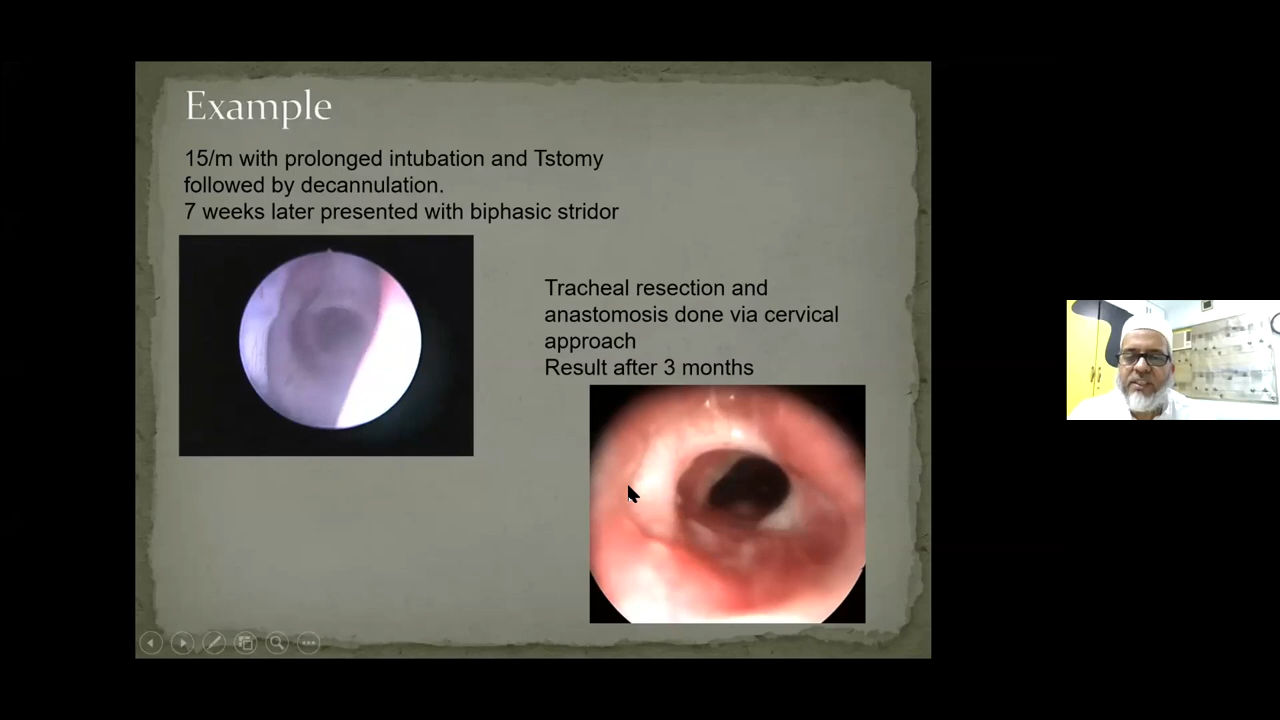 Example
15/m with prolonged intubation and Tstomy
followed by decannulation.
7 weeks later presented with biphasic stridor
Tracheal resection and
anastomosis done via cervical
approach
Result after 3 months